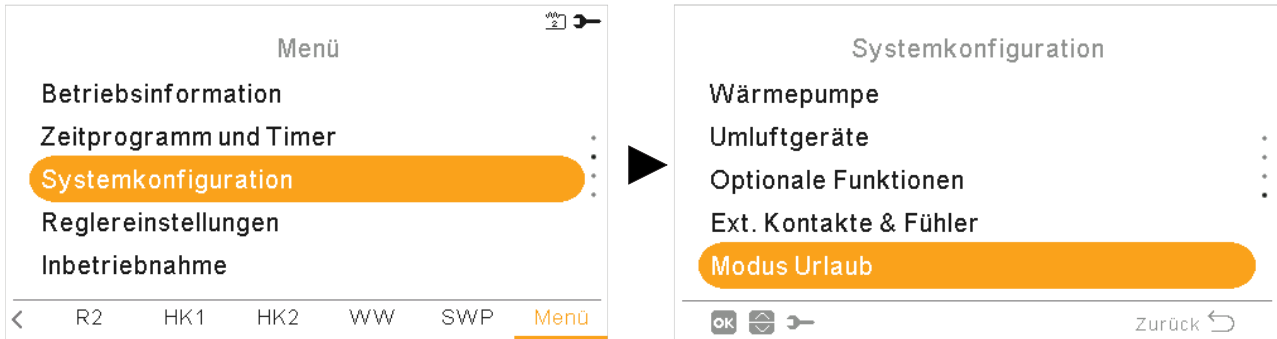 2
Menü
Betriebsinformation
Zeitprogramm und Timer
Systemkonfiguration
Reglereinstellungen
Inbetriebnahme
< R2 HK1 HK2 WW SWP Menü
Systemkonfiguration
Wärmepumpe
Umluftgeräte
Optionale Funktionen
Ext. Kontakte & Fühler
Modus Urlaub
OK Zurück